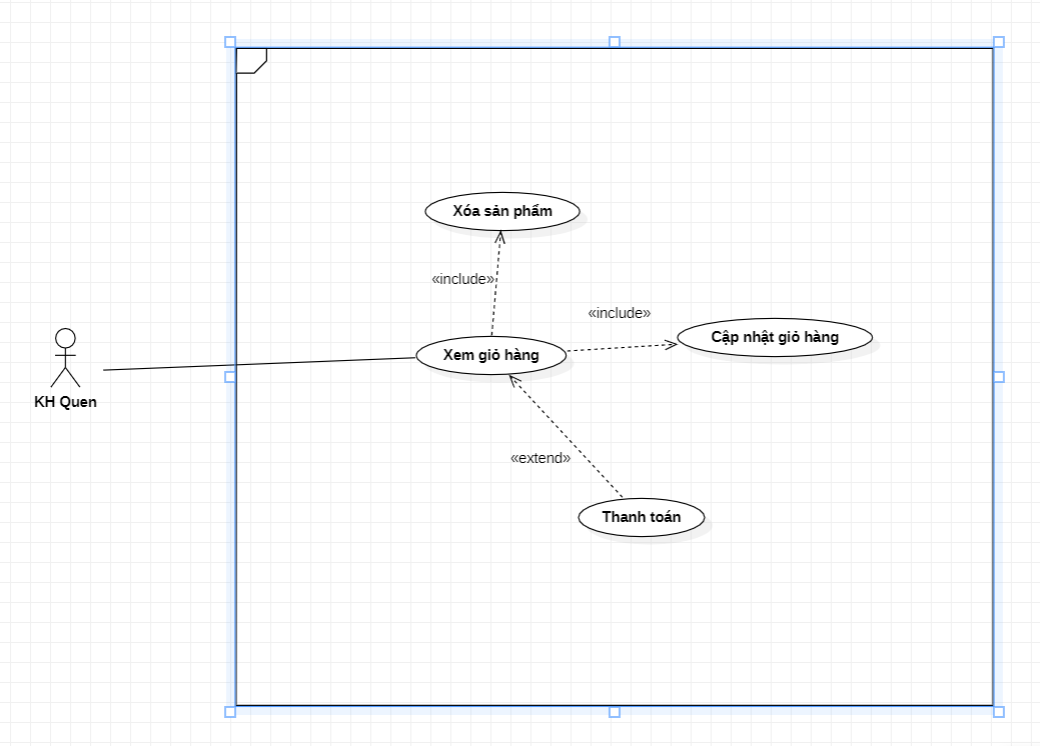 Xóa sản phẩm
«include»
«include»
Cập nhật giỏ hàng
Xem giỏ hàng
KH Quen
«extend»
Thanh toán